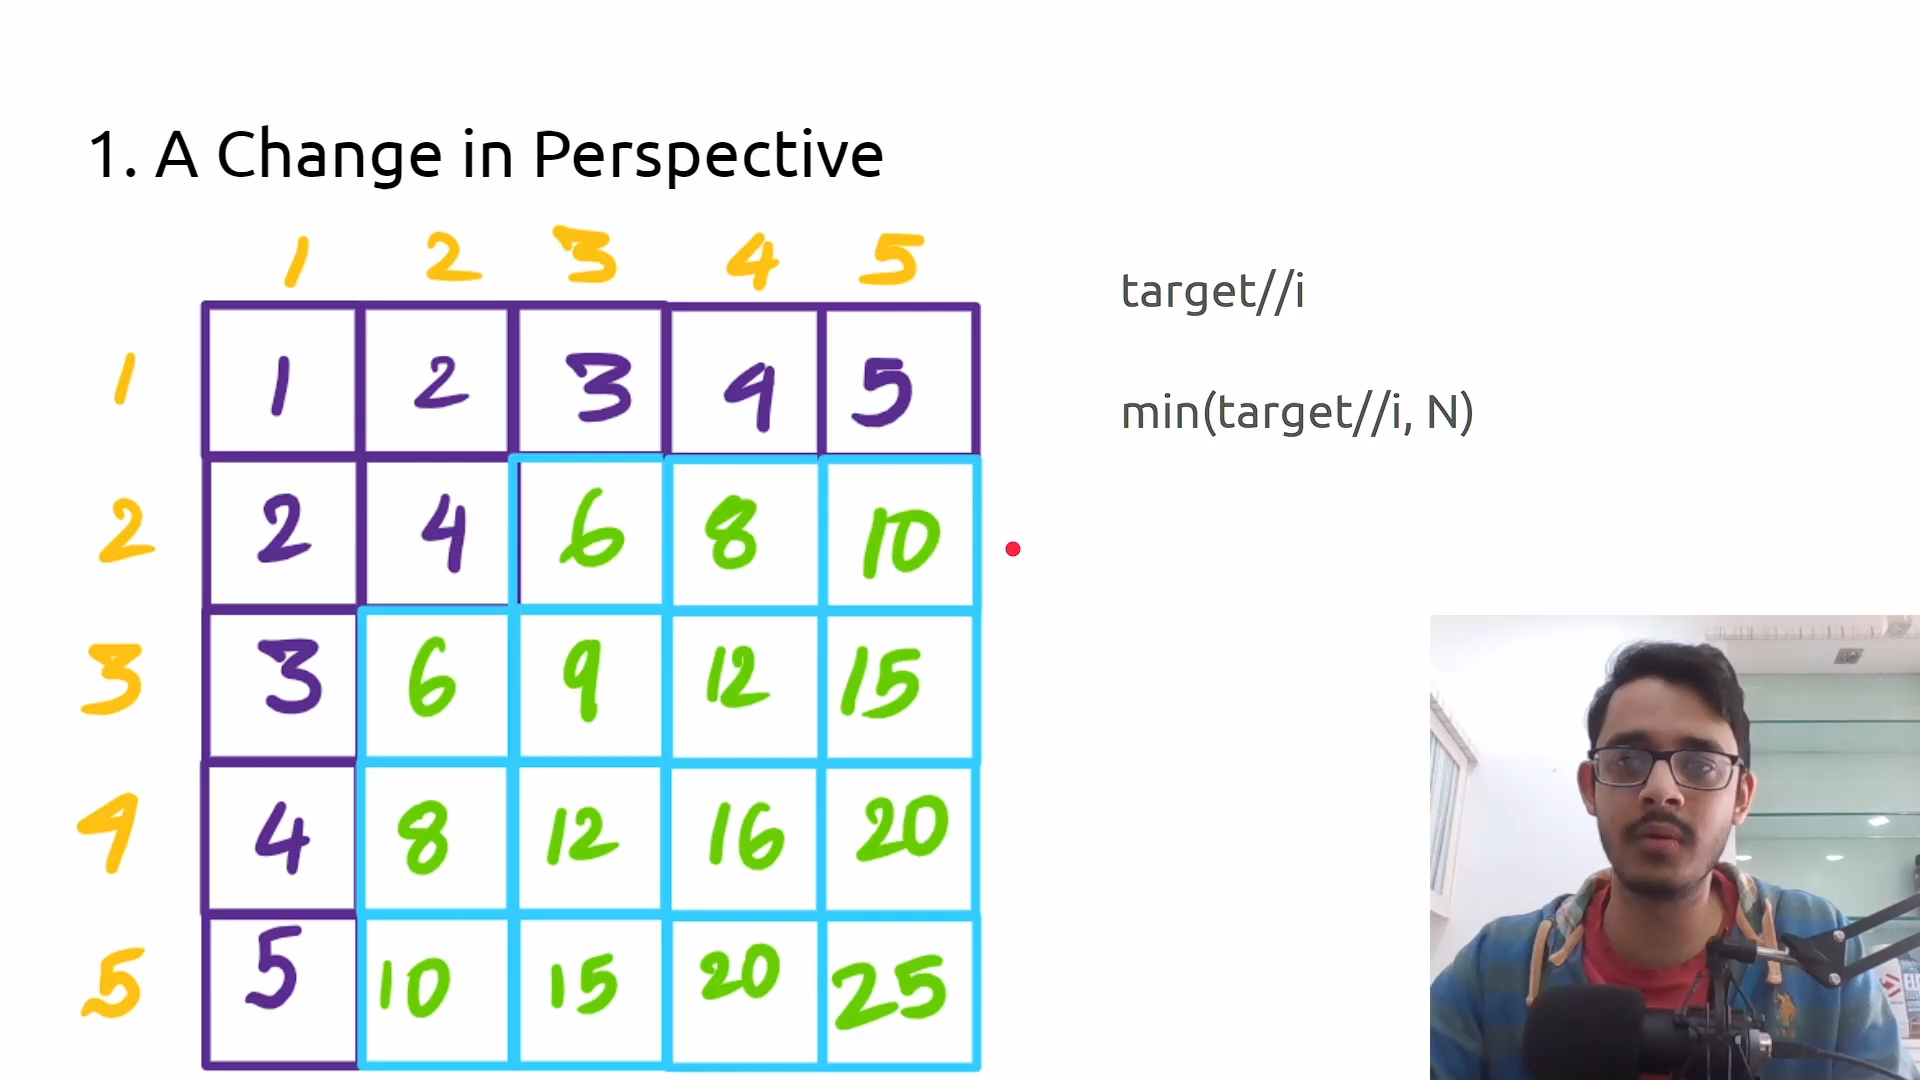 1. A Change in Perspective
1 2 3 4 5
target//i
1 1 2 3 4 5
min(target//i, N)
2 2 4 6 8 10
3 3 6 9 12 15
4 4 8 12 16 20
5 5 10 15 20 25